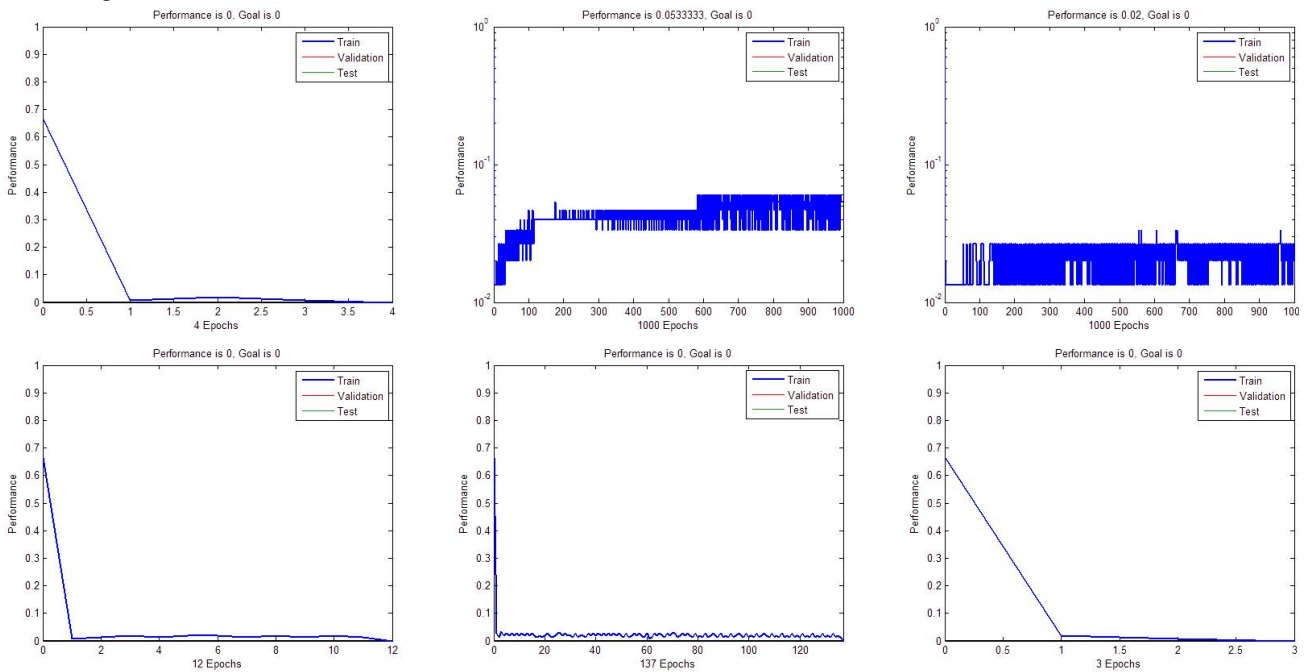 Performance is 0, Goal is 0
1
0.9
0.8
0.7
0.6
0.5
0.4
0.3
0.2
0.1
0
Performance
Train
Validation
Test
0 0.5 1 1.5 2 2.5 3 3.5 4
4 Epochs
Performance is 0.0533333, Goal is 0
10^0
10^-1
10^-2
Performance
Train
Validation
Test
0 100 200 300 400 500 600 700 800 900 1000
1000 Epochs
Performance is 0.02, Goal is 0
10^0
10^-1
10^-2
Performance
Train
Validation
Test
0 100 200 300 400 500 600 700 800 900 100
1000 Epochs
Performance is 0, Goal is 0
1
0.9
0.8
0.7
0.6
0.5
0.4
0.3
0.2
0.1
0
Performance
Train
Validation
Test
0 2 4 6 8 10 12
12 Epochs
Performance is 0, Goal is 0
1
0.9
0.8
0.7
0.6
0.5
0.4
0.3
0.2
0.1
0
Performance
Train
Validation
Test
0 20 40 60 80 100 120
137 Epochs
Performance is 0, Goal is 0
1
0.9
0.8
0.7
0.6
0.5
0.4
0.3
0.2
0.1
0
Performance
Train
Validation
Test
0 0.5 1 1.5 2 2.5 3
3 Epochs